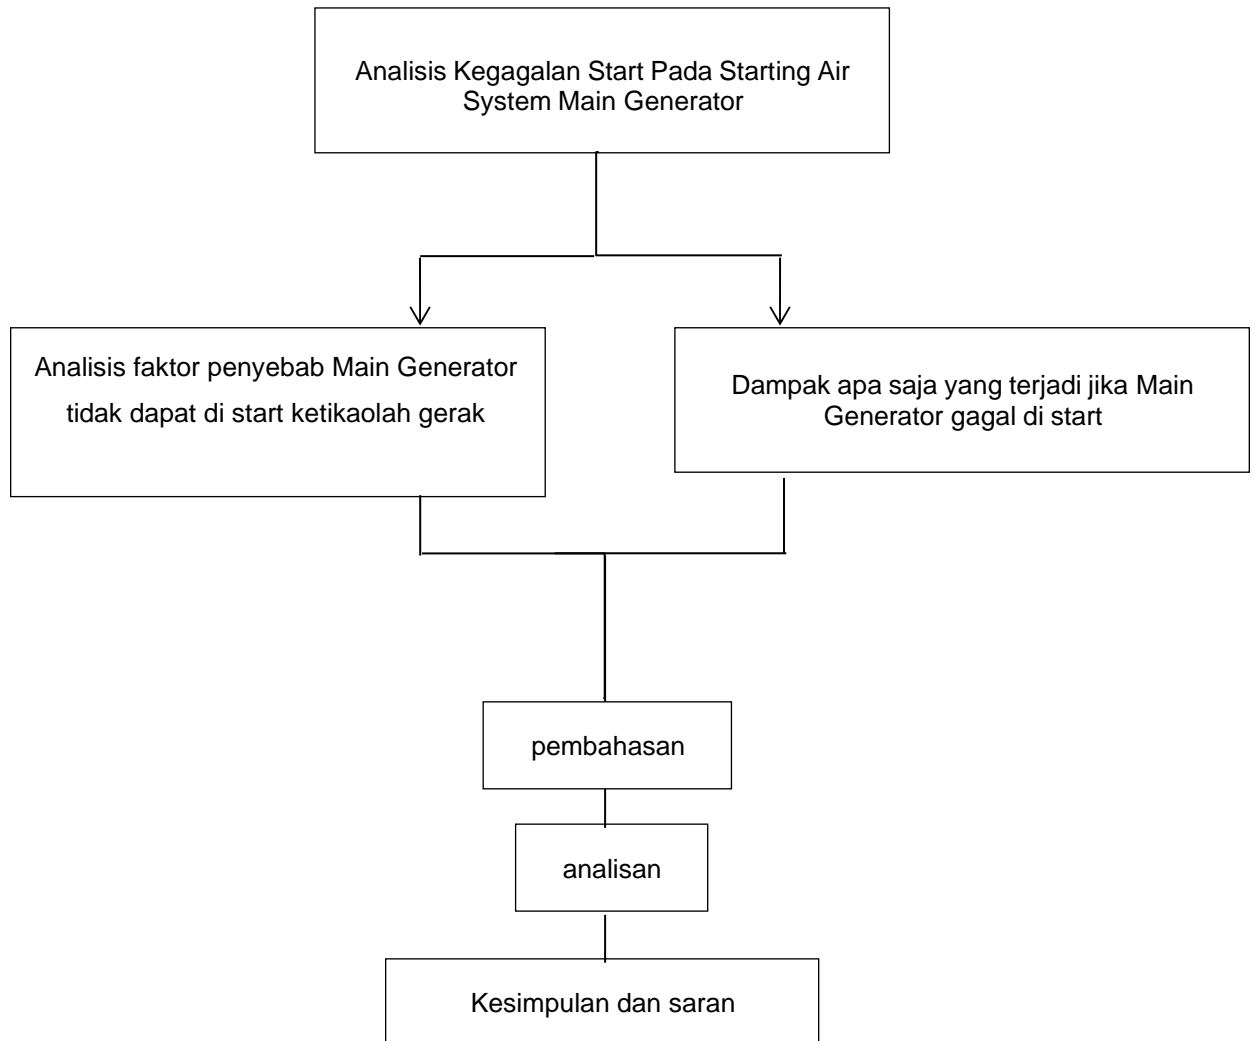 Analisis Kegagalan Start Pada Starting Air
System Main Generator
Analisis faktor penyebab Main Generator
tidak dapat di start ketikaolah gerak
Dampak apa saja yang terjadi jika Main
Generator gagal di start
pembahasan
analisan
Kesimpulan dan saran